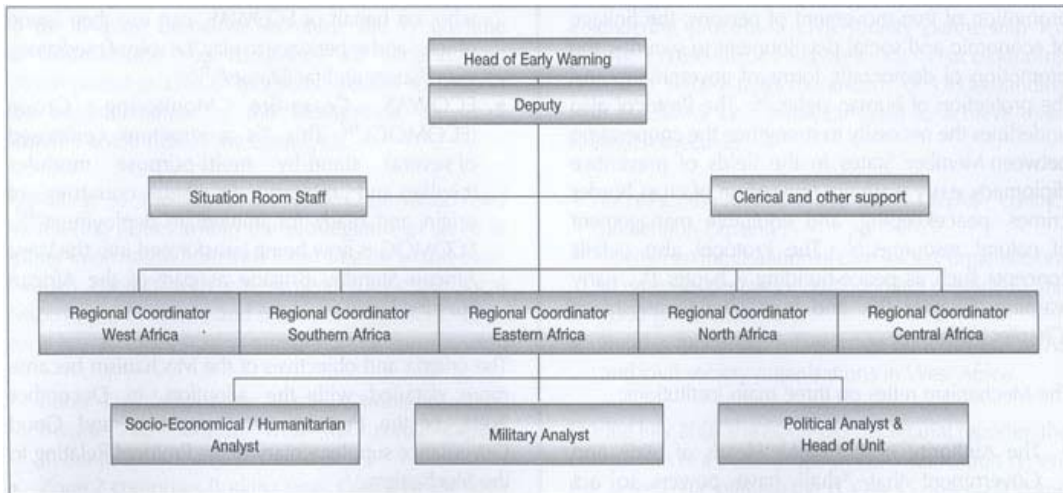 Head of Early Warning
Deputy
Situation Room Staff
Clerical and other support
Regional Coordinator
West Africa
Regional Coordinator
Southern Africa
Regional Coordinator
Eastern Africa
Regional Coordinator
North Africa
Regional Coordinator
Central Africa
Socio-Economical / Humanitarian
Analyst
Military Analyst
Political Analyst &
Head of Unit